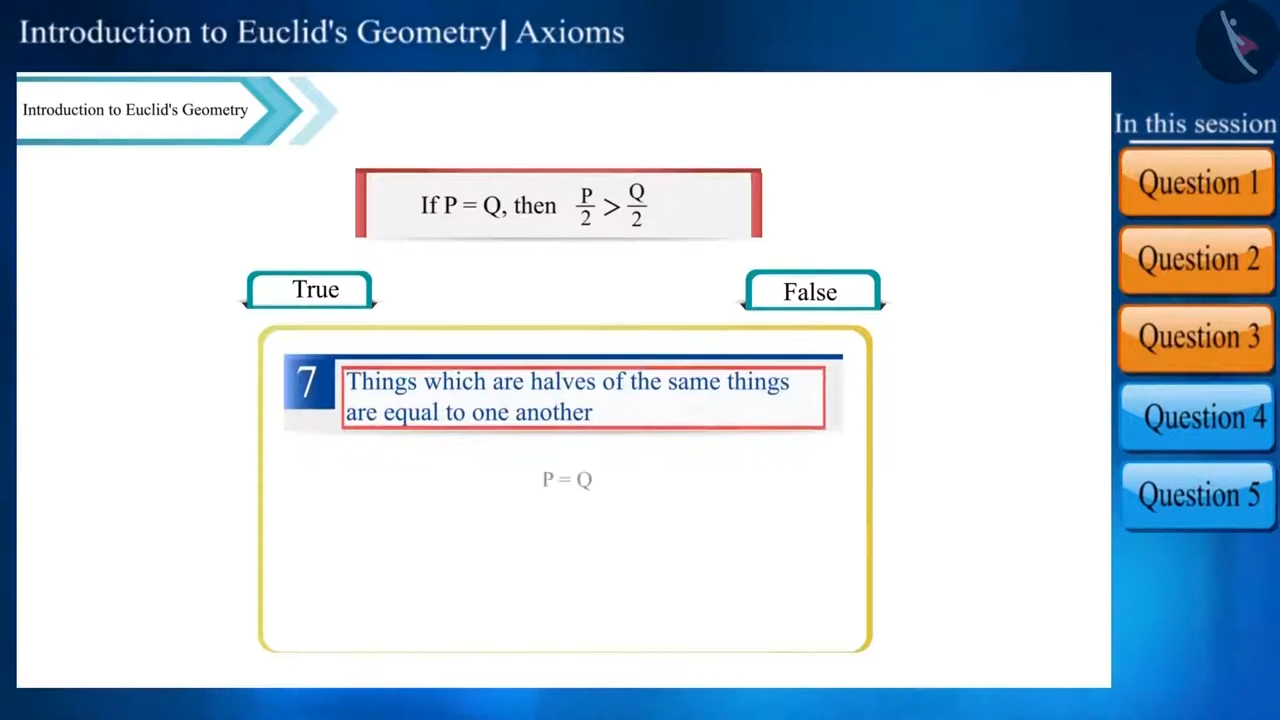 Introduction to Euclid's Geometry| Axioms
Introduction to Euclid's Geometry
If P = Q, then P/2 > Q/2
True
False
7
Things which are halves of the same things
are equal to one another
P = Q
In this session
Question 1
Question 2
Question 3
Question 4
Question 5